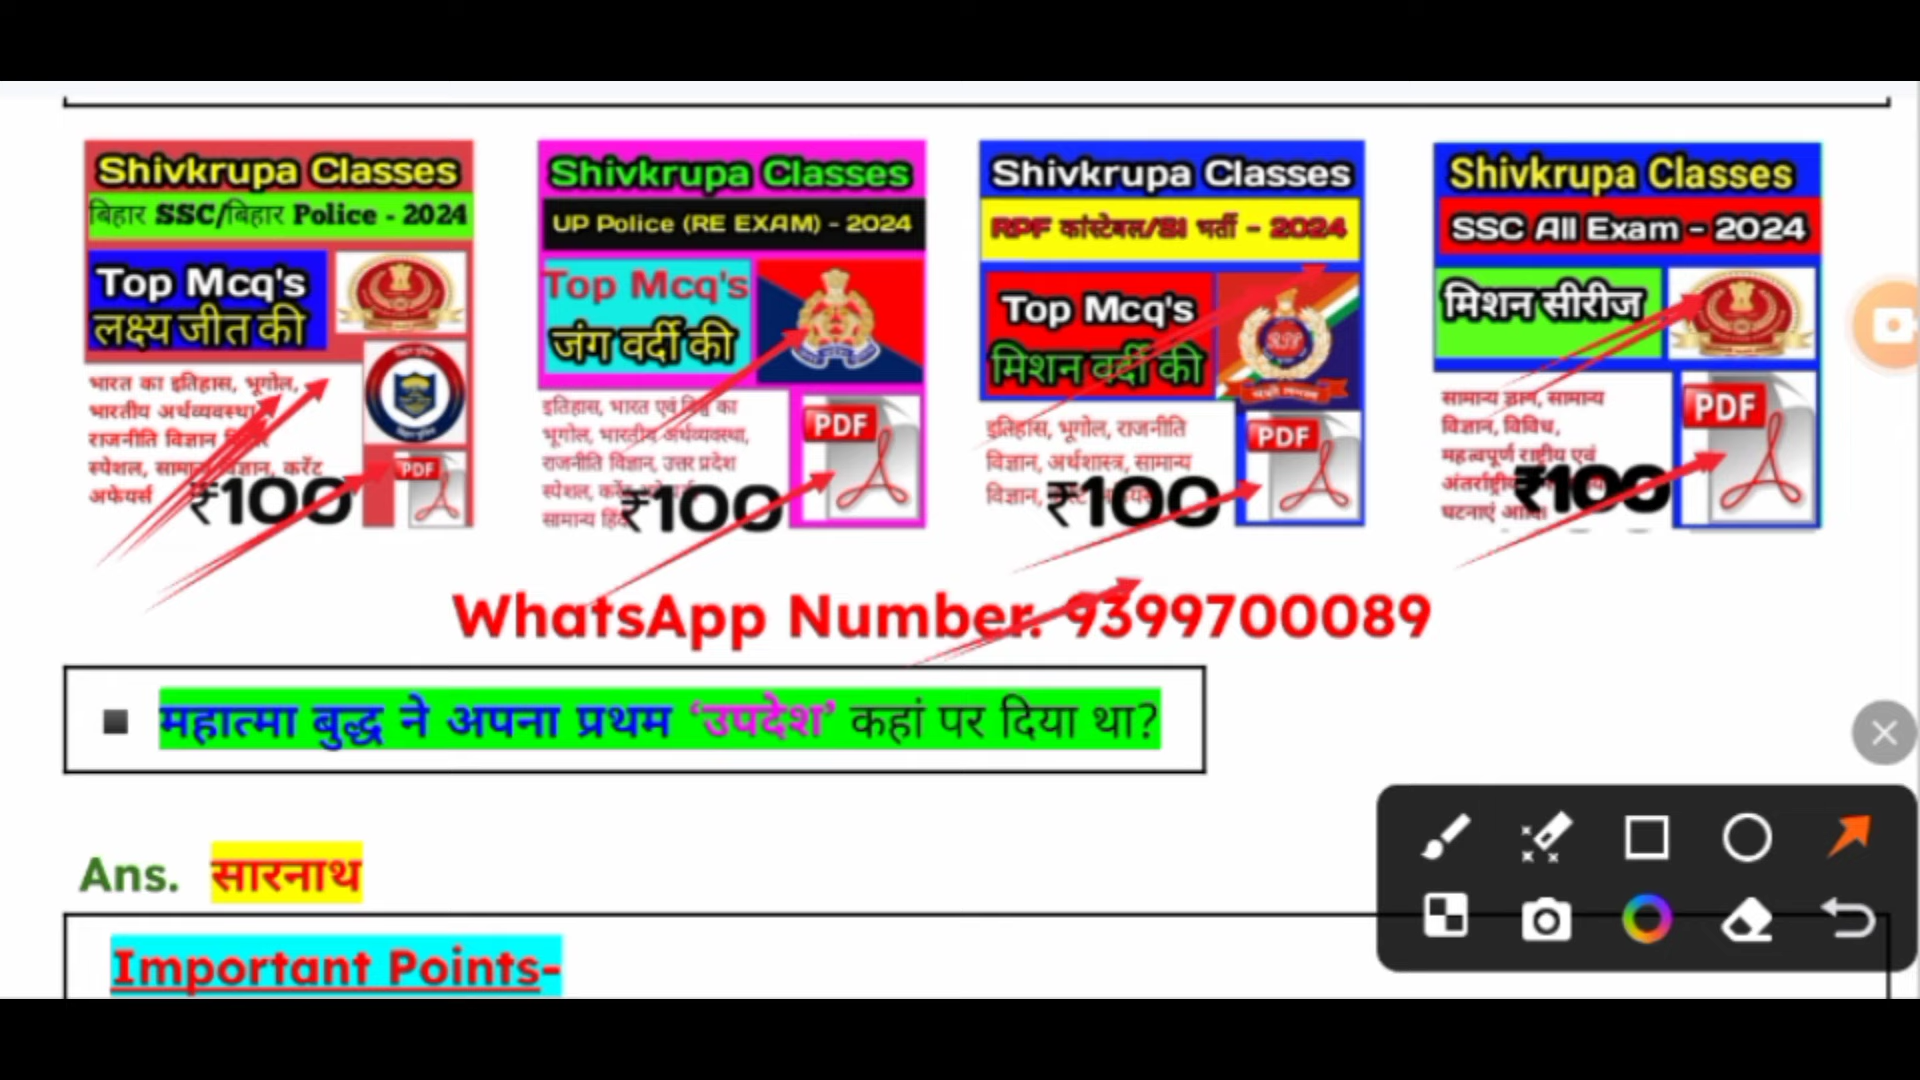 Shivkrupa Classes
बिहार SSC/बिहार Police - 2024
Top Mcq's
लक्ष्य जीत की
भारत का इतिहास, भूगोल,
भारतीय अर्थव्यवस्था
राजनीति विज्ञान
स्पेशल, सामान्य विज्ञान, करेंट
अफेयर्स
₹100
PDF
Shivkrupa Classes
UP Police (RE EXAM) - 2024
Top Mcq's
जंग वर्दी की
इतिहास, भारत एवं विश्व का
भूगोल, भारतीय अर्थव्यवस्था,
राजनीति विज्ञान, उत्तर प्रदेश
स्पेशल,
सामान्य
₹100
PDF
Shivkrupa Classes
RPF कांस्टेबल/SI भर्ती - 2024
Top Mcq's
मिशन वर्दी की
इतिहास, भूगोल, राजनीति
विज्ञान, अर्थशास्त्र, सामान्य
विज्ञान,
₹100
PDF
Shivkrupa Classes
SSC All Exam - 2024
मिशन सीरीज
सामान्य ज्ञान, सामान्य
विज्ञान, विविध,
महत्वपूर्ण राष्ट्रीय एवं
घटनाएं आदि
₹100
PDF
WhatsApp Number. 9399700089
महात्मा बुद्ध ने अपना प्रथम ‘उपदेश’ कहां पर दिया था?
Ans. सारनाथ
Important Points-